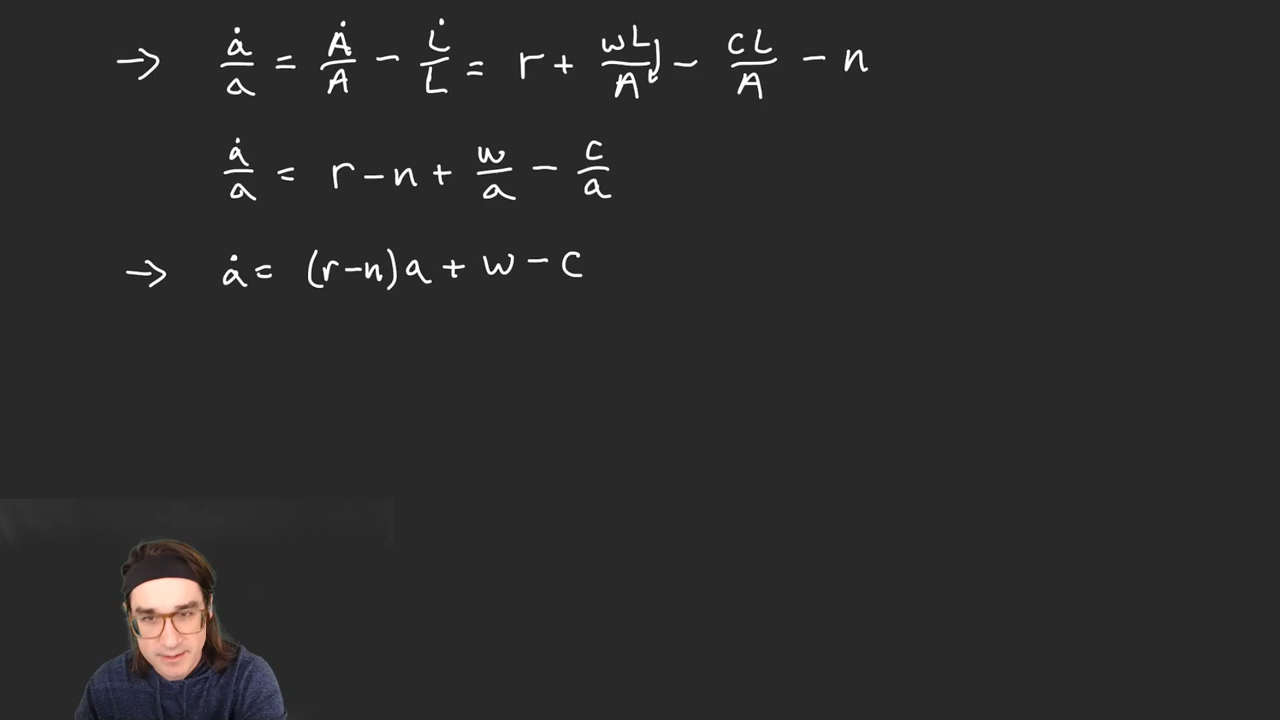 → ȧ/a = Ȧ/A - L̇/L = r + wL/A - cL/A - n
ȧ/a = r - n + w/a - c/a
→ ȧ = (r-n)a + w - c